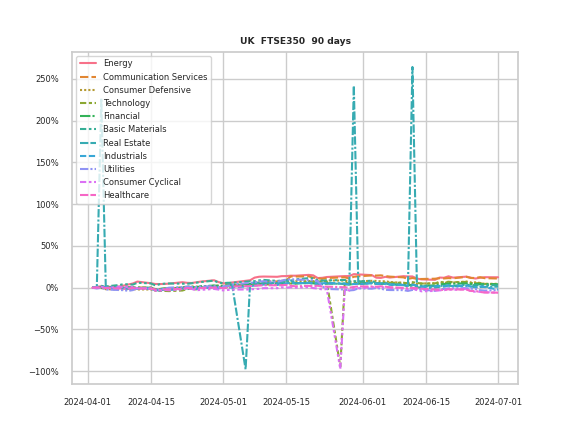 UK FTSE350 90 days
250%
200%
150%
100%
50%
0%
−50%
−100%
Energy
Communication Services
Consumer Defensive
Technology
Financial
Basic Materials
Real Estate
Industrials
Utilities
Consumer Cyclical
Healthcare
2024-04-01 2024-04-15 2024-05-01 2024-05-15 2024-06-01 2024-06-15 2024-07-01